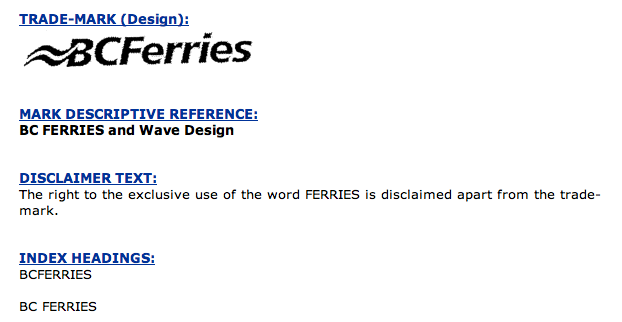 TRADE-MARK (Design):
BCFerries
MARK DESCRIPTIVE REFERENCE:
BC FERRIES and Wave Design
DISCLAIMER TEXT:
The right to the exclusive use of the word FERRIES is disclaimed apart from the trade-
mark.
INDEX HEADINGS:
BCFERRIES
BC FERRIES